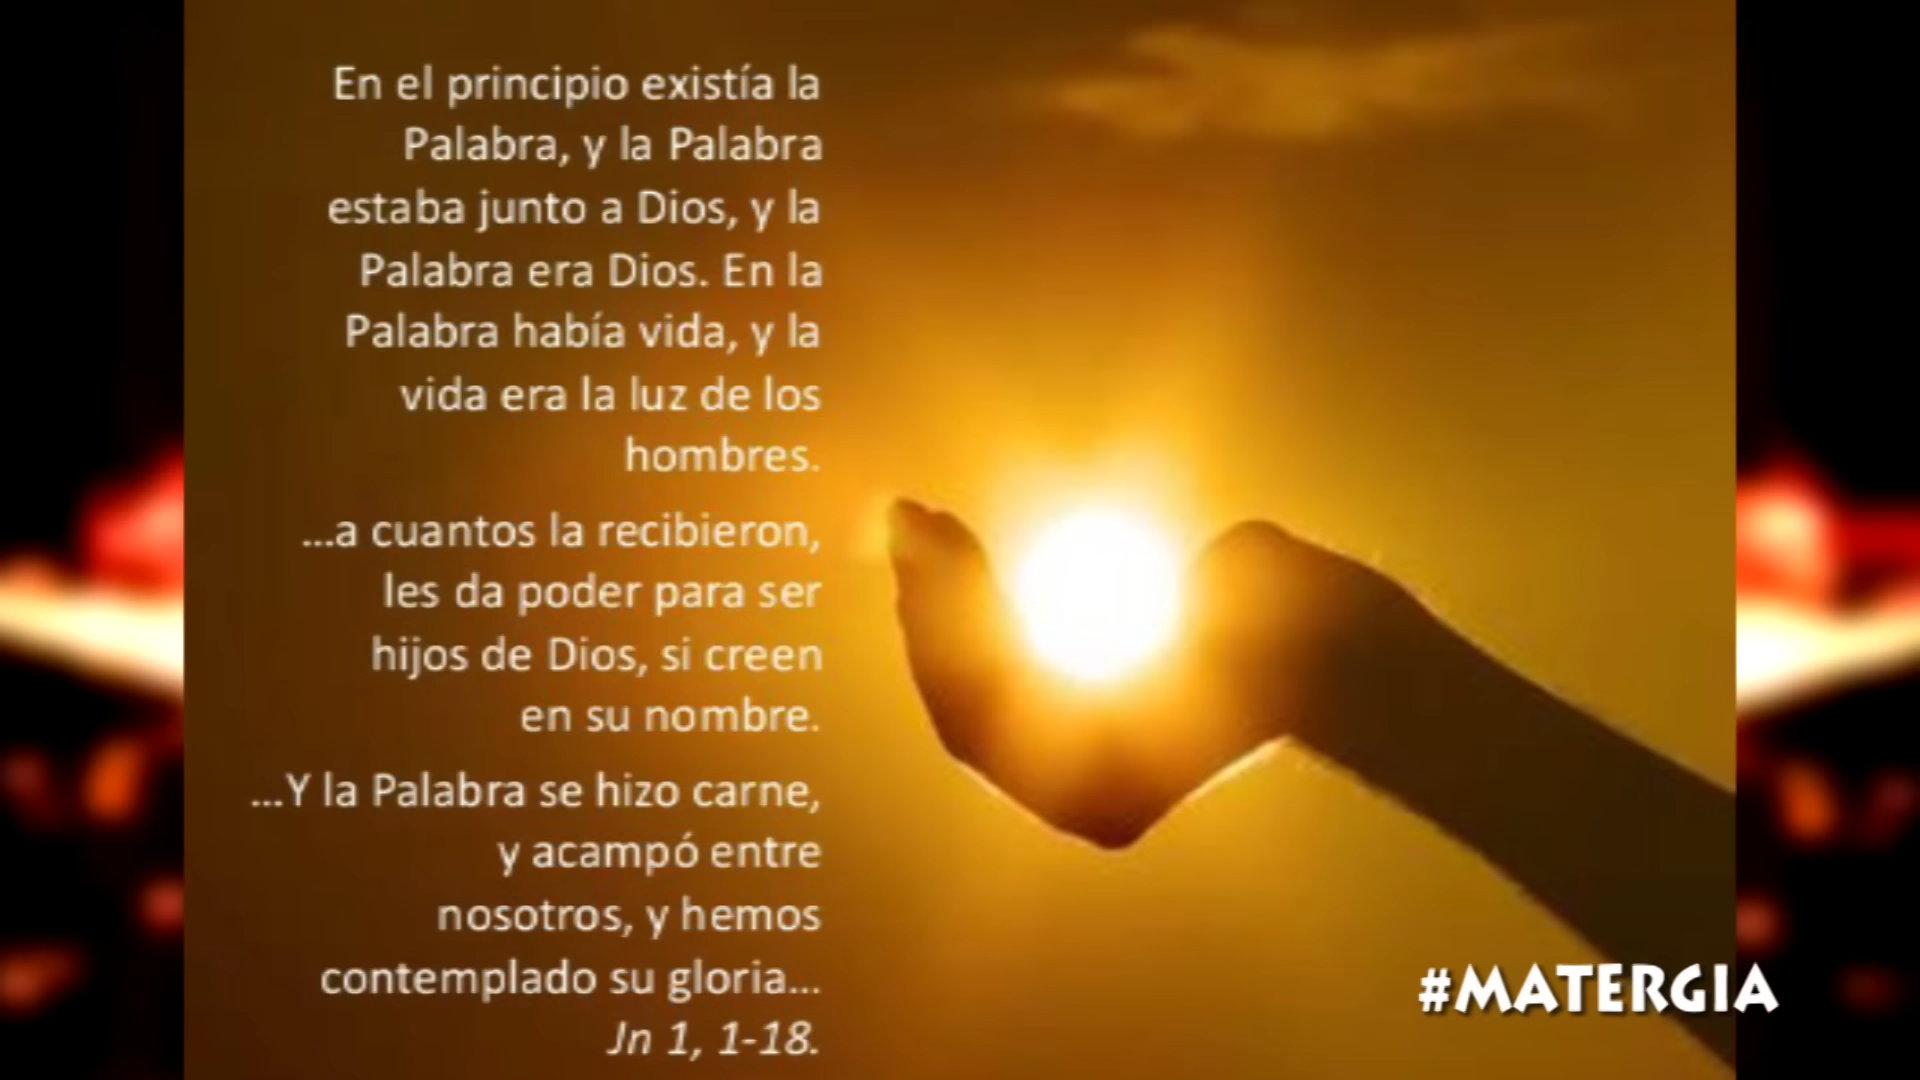 En el principio existía la
Palabra, y la Palabra
estaba junto a Dios, y la
Palabra era Dios. En la
Palabra había vida, y la
vida era la luz de los
hombres.
...a cuantos la recibieron,
les da poder para ser
hijos de Dios, si creen
en su nombre.
...Y la Palabra se hizo carne,
y acampó entre
nosotros, y hemos
contemplado su gloria...
Jn 1, 1-18.
#MATERGIA